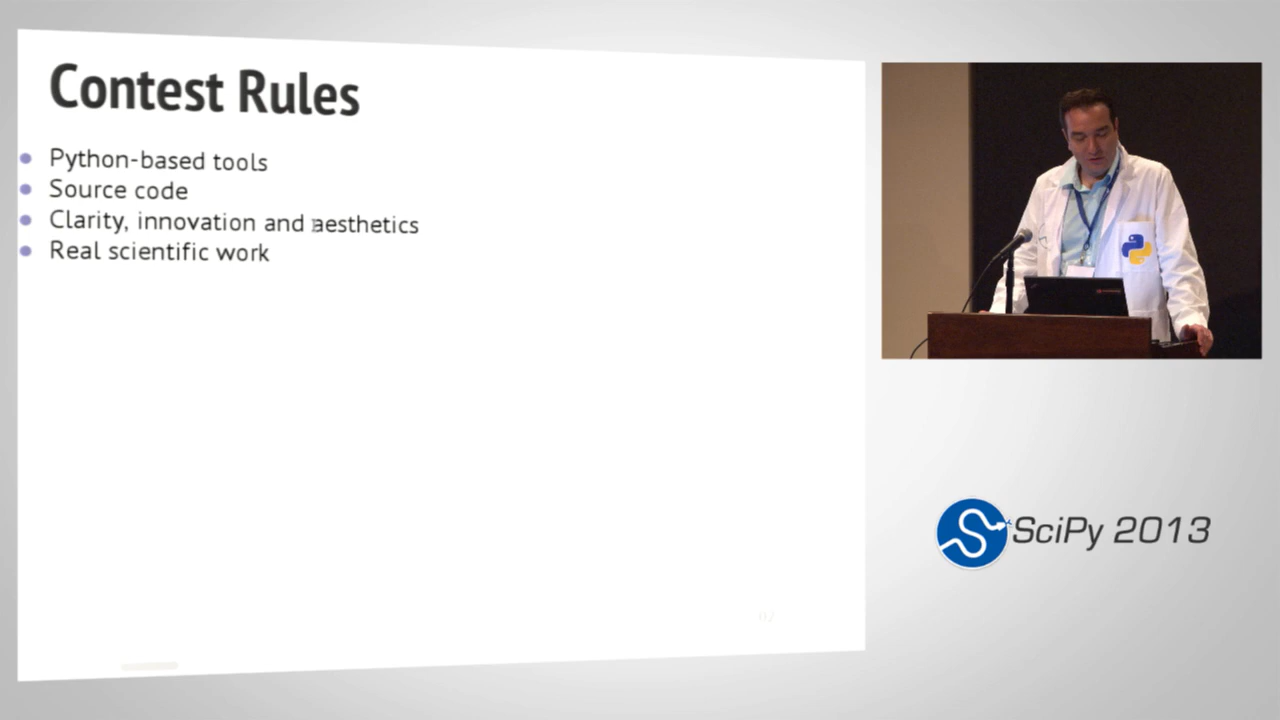 Contest Rules
Python-based tools
Source code
Clarity, innovation and aesthetics
Real scientific work
SciPy 2013